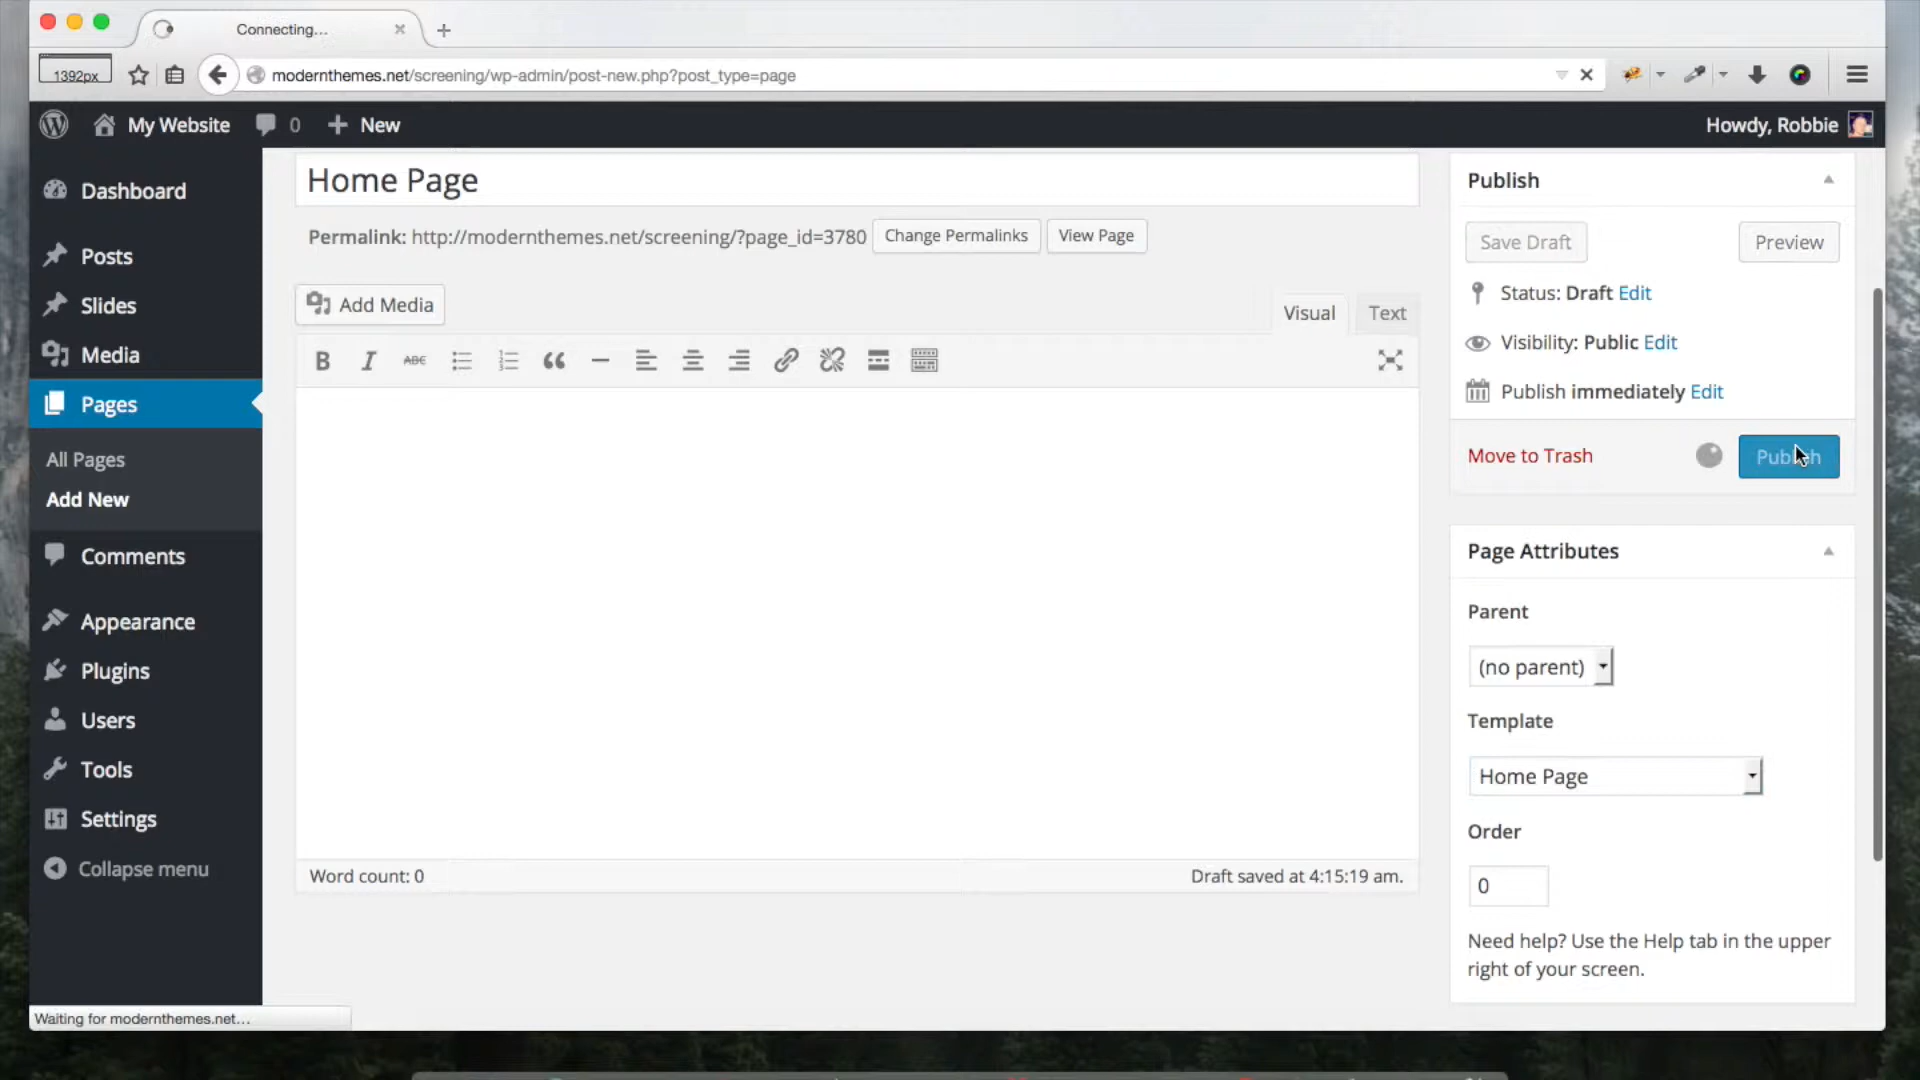 Connecting...
1392px
modernthemes.net/screening/wp-admin/post-new.php?post_type=page
My Website
0
New
Howdy, Robbie
Dashboard
Posts
Slides
Media
Pages
All Pages
Add New
Comments
Appearance
Plugins
Users
Tools
Settings
Collapse menu
Home Page
Permalink: http://modernthemes.net/screening/?page_id=3780
Change Permalinks
View Page
Add Media
Visual
Text
B
I
ABC
Word count: 0
Draft saved at 4:15:19 am.
Publish
Save Draft
Preview
Status: Draft Edit
Visibility: Public Edit
Publish immediately Edit
Move to Trash
Publish
Page Attributes
Parent
(no parent)
Template
Home Page
Order
0
Need help? Use the Help tab in the upper
right of your screen.
Waiting for modernthemes.net...